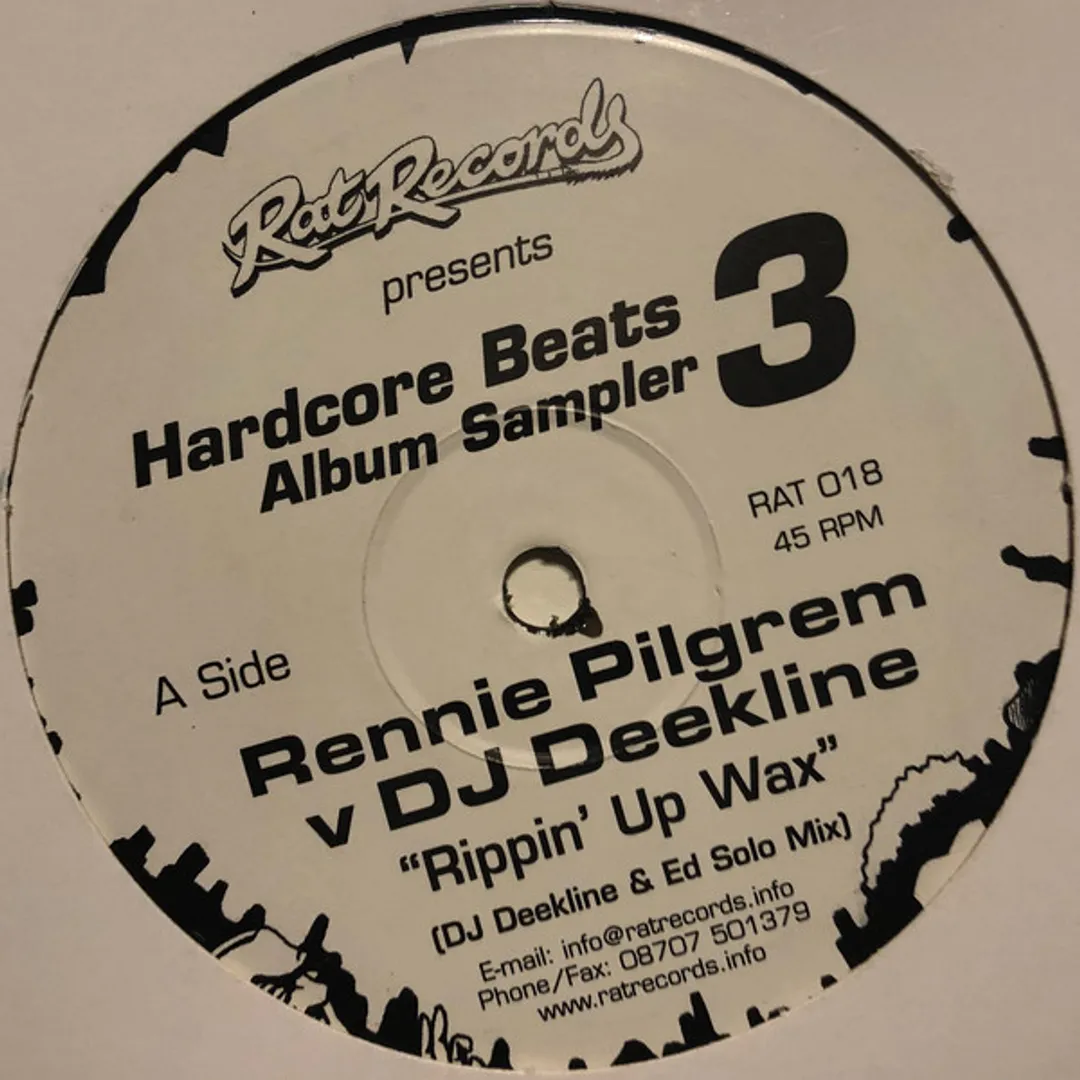 Rat Records
presents
Hardcore Beats
Album Sampler
3
RAT 018
45 RPM
A Side
Rennie Pilgrem
v DJ Deekline
“Rippin’ Up Wax”
(DJ Deekline & Ed Solo Mix)
E-mail: info@ratrecords.info
Phone/Fax: 08707 501379
www.ratrecords.info